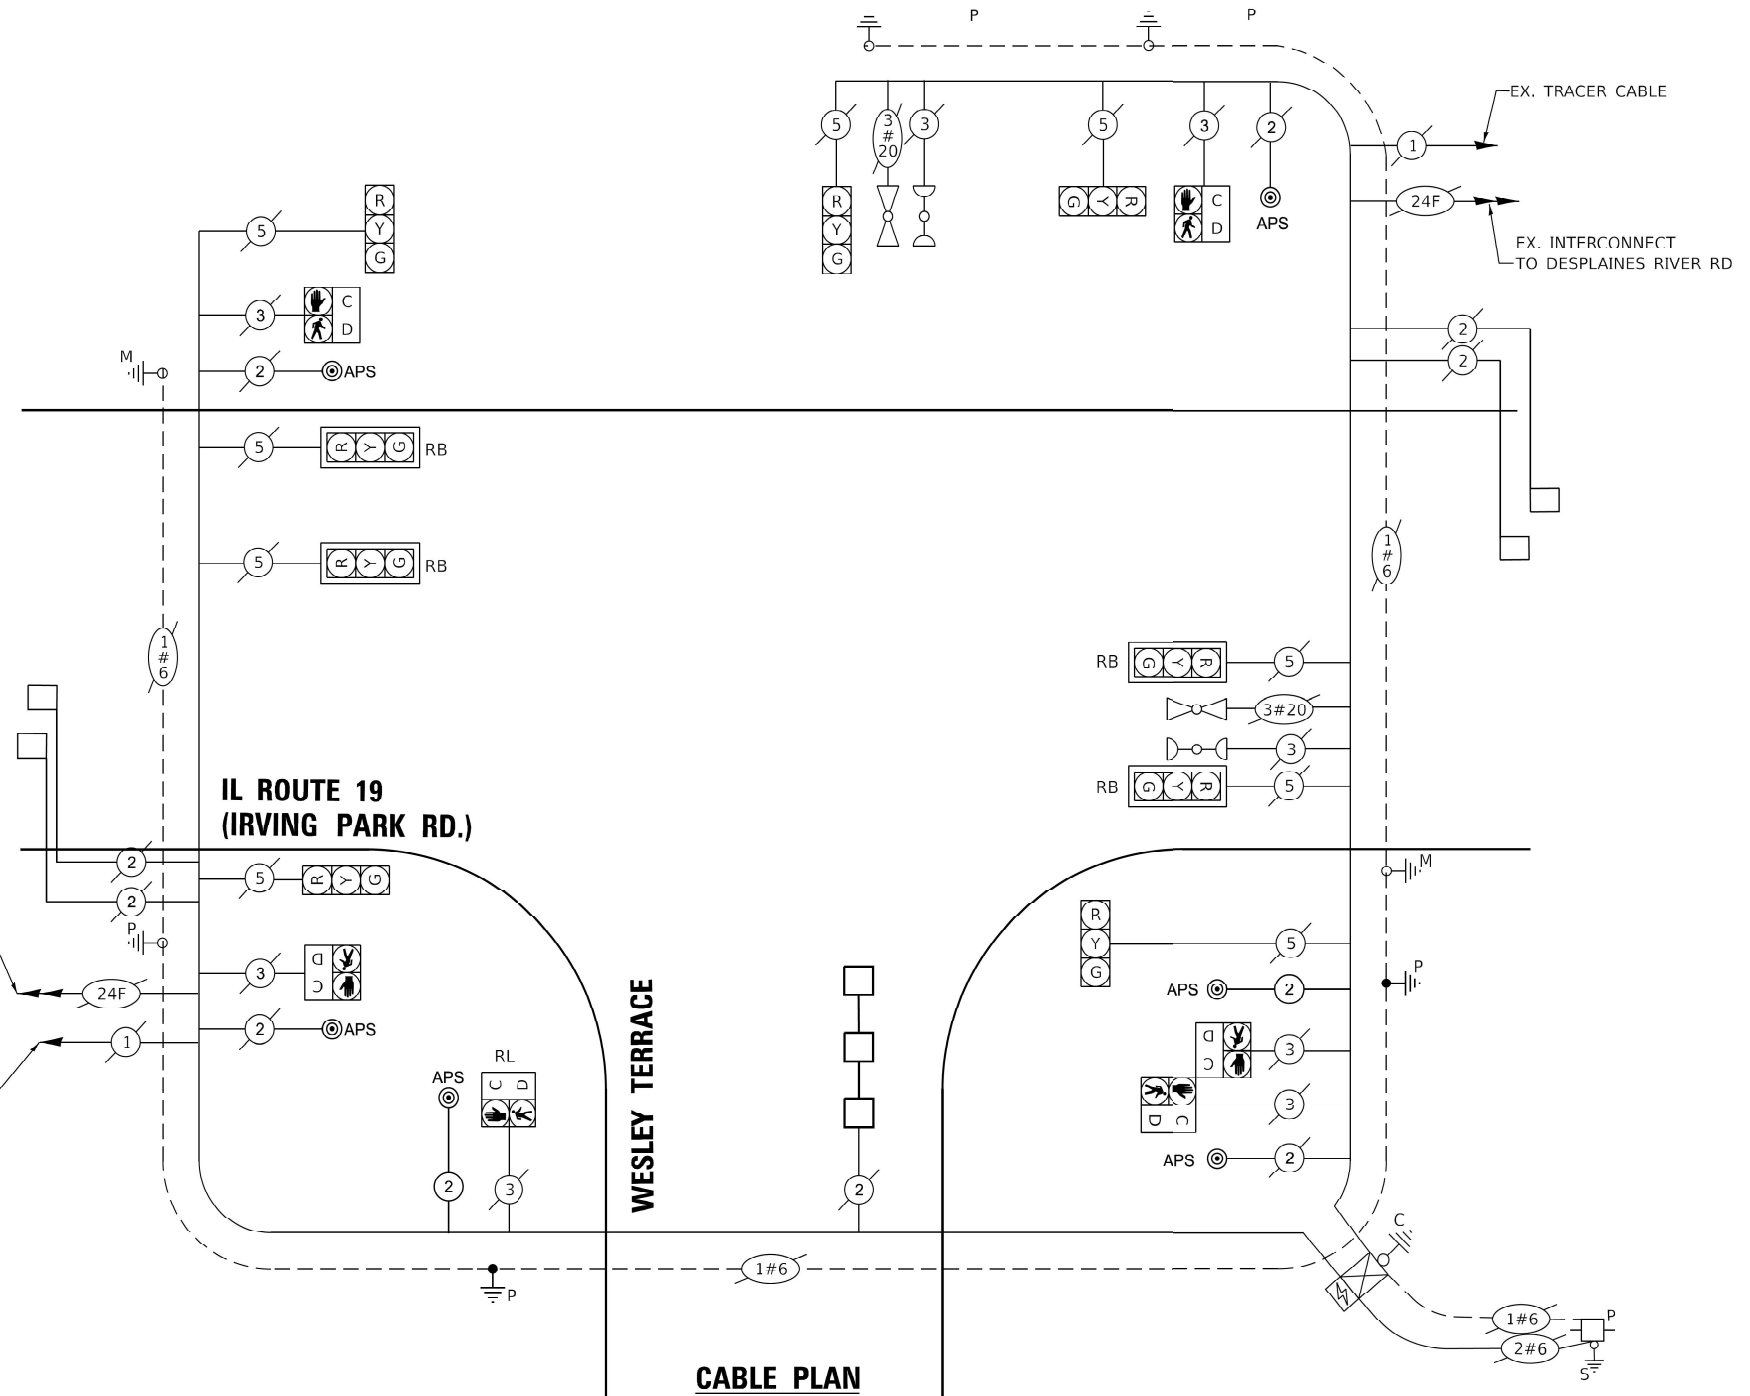 P
P
EX. TRACER CABLE
5
3
#
20
3
5
3
2
1
R
Y
G
R
Y
G
C
D
APS
24F
EX. INTERCONNECT
TO DESPLAINES RIVER RD
5
R
Y
G
3
C
D
2
APS
M
2
2
5
R Y G
RB
5
R Y G
RB
1
#
6
1
#
6
RB
G Y R
5
3#20
3
RB
G Y R
5
IL ROUTE 19
(IRVING PARK RD.)
2
2
5
R Y G
P
3
D
C
24F
1
2
APS
M
R
Y
G
5
P
APS
2
D
C
3
D C
3
APS
2
APS
2
RL
C D
3
WESLEY TERRACE
2
1#6
P
C
1#6
P
2#6
S
CABLE PLAN